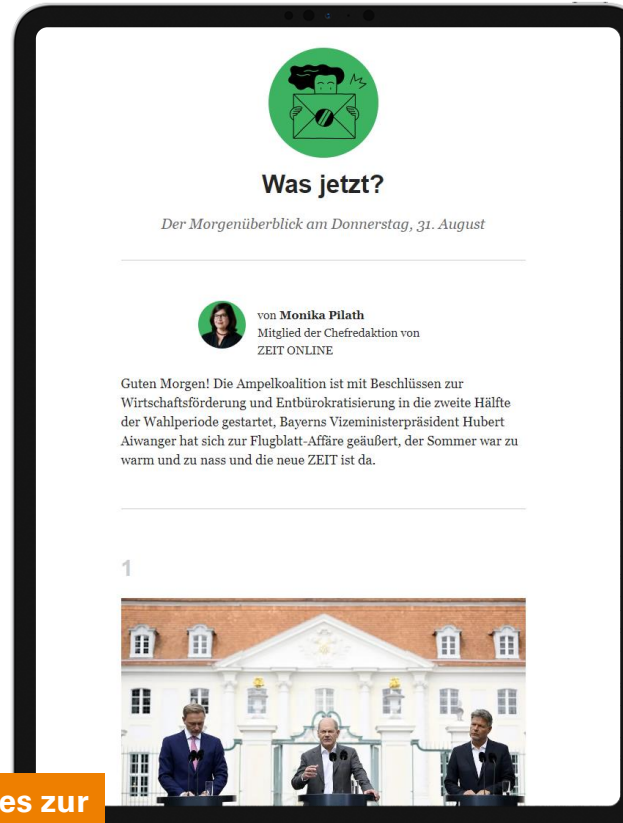 Was jetzt?
Der Morgenüberblick am Donnerstag, 31. August
von Monika Pilath
Mitglied der Chefredaktion von
ZEIT ONLINE
Guten Morgen! Die Ampelkoalition ist mit Beschlüssen zur
Wirtschaftsförderung und Entbürokratisierung in die zweite Hälfte
der Wahlperiode gestartet, Bayerns Vizeministerpräsident Hubert
Aiwanger hat sich zur Flugblatt-Affäre geäußert, der Sommer war zu
warm und zu nass und die neue ZEIT ist da.
1
es zur